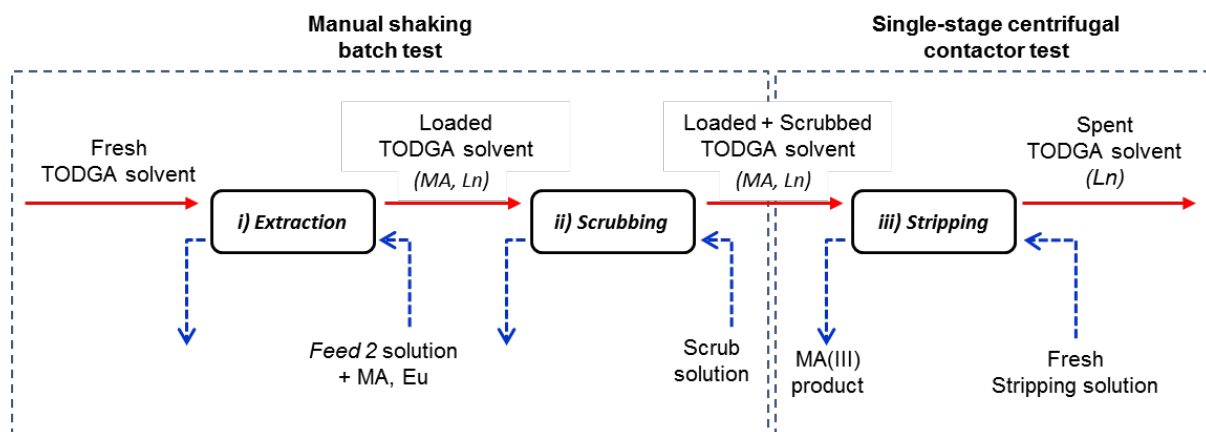 Manual shaking
batch test
Single-stage centrifugal
contactor test
Fresh
TODGA solvent
Loaded
TODGA solvent
(MA, Ln)
Loaded + Scrubbed
TODGA solvent
(MA, Ln)
Spent
TODGA solvent
(Ln)
i) Extraction
ii) Scrubbing
iii) Stripping
Feed 2 solution
+ MA, Eu
Scrub
solution
MA(III)
product
Fresh
Stripping solution